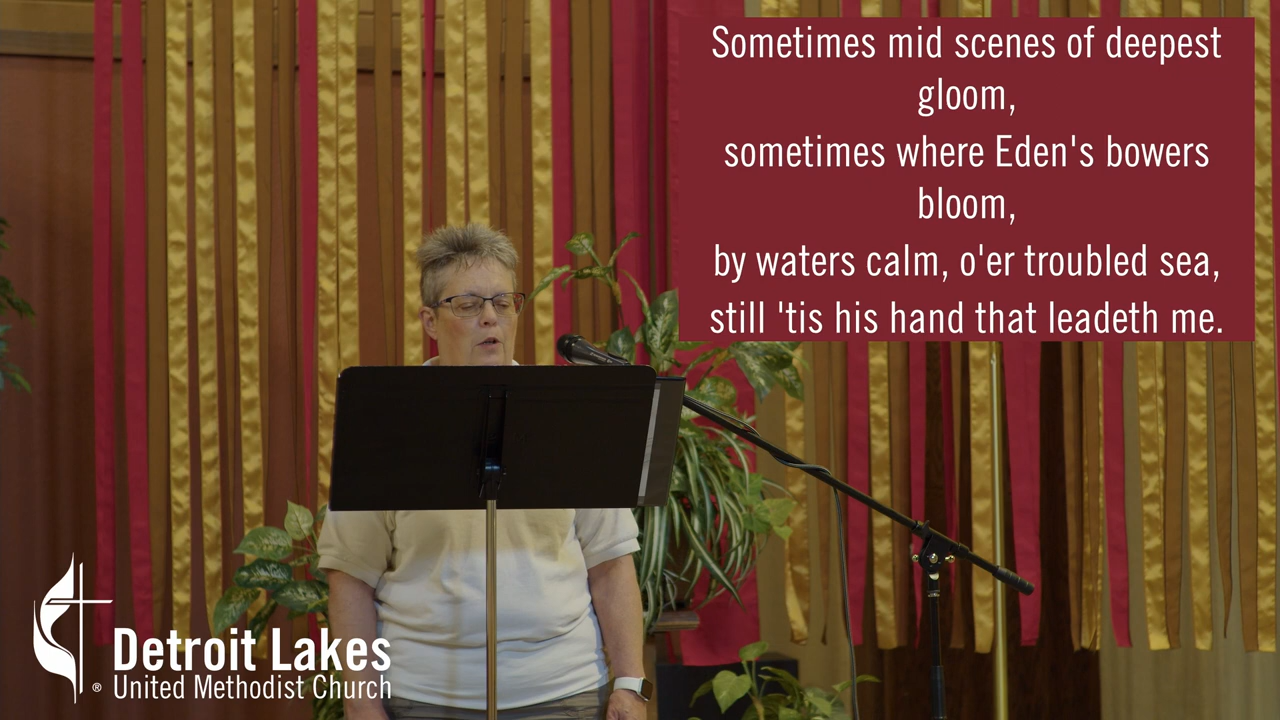 Sometimes mid scenes of deepest
gloom,
sometimes where Eden's bowers
bloom,
by waters calm, o'er troubled sea,
still 'tis his hand that leadeth me.
® Detroit Lakes
United Methodist Church